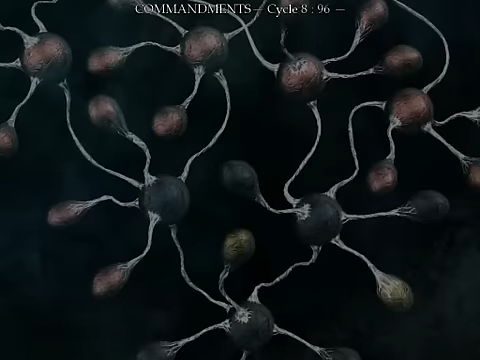 COMMANDMENTS — Cycle 8 : 96 —